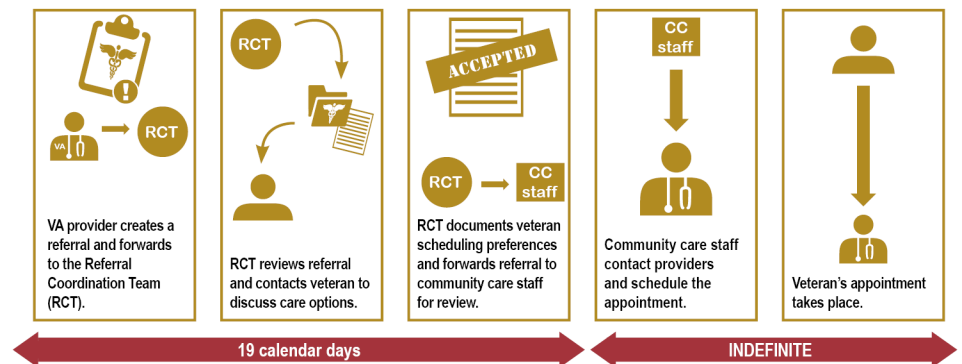 VA
RCT
VA provider creates a
referral and forwards
to the Referral
Coordination Team
(RCT).
RCT
RCT reviews referral
and contacts veteran to
discuss care options.
ACCEPTED
RCT
CC
staff
RCT documents veteran
scheduling preferences
and forwards referral to
community care staff
for review.
CC
staff
Community care staff
contact providers
and schedule the
appointment.
Veteran’s appointment
takes place.
19 calendar days
INDEFINITE